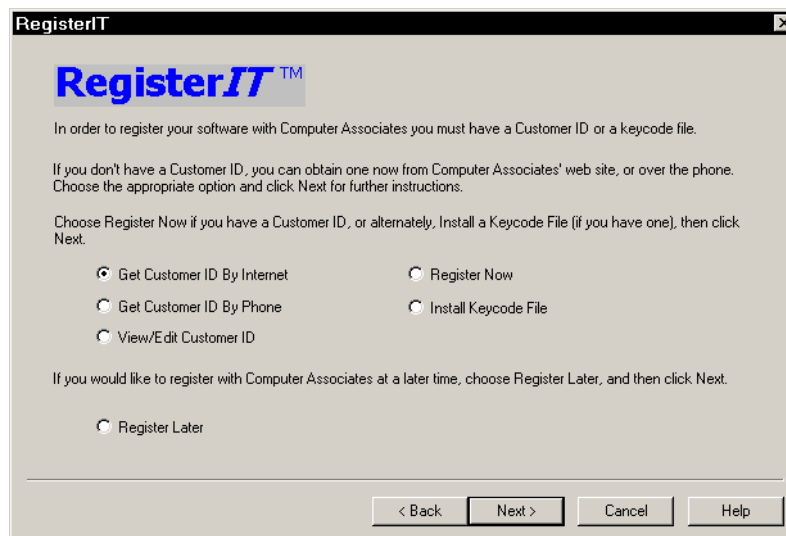 RegisterIT
RegisterIT TM
In order to register your software with Computer Associates you must have a Customer ID or a keycode file.
If you don't have a Customer ID, you can obtain one now from Computer Associates' web site, or over the phone.
Choose the appropriate option and click Next for further instructions.
Choose Register Now if you have a Customer ID, or alternately, Install a Keycode File (if you have one), then click
Next.
Get Customer ID By Internet
Register Now
Get Customer ID By Phone
Install Keycode File
View/Edit Customer ID
If you would like to register with Computer Associates at a later time, choose Register Later, and then click Next.
Register Later
< Back
Next >
Cancel
Help